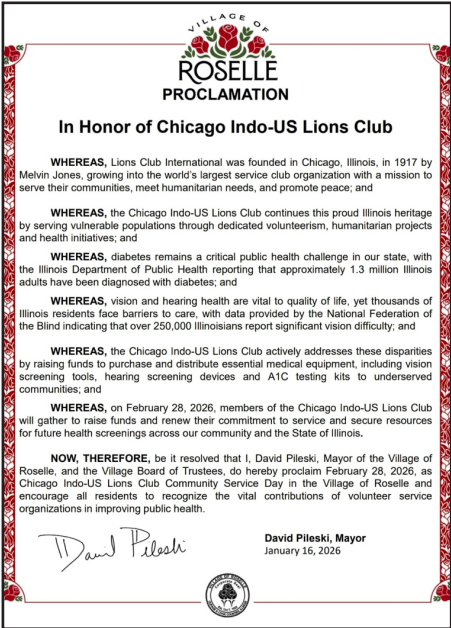 VILLAGE OF
ROSELLE
PROCLAMATION
In Honor of Chicago Indo-US Lions Club
WHEREAS, Lions Club International was founded in Chicago, Illinois, in 1917 by
Melvin Jones, growing into the world's largest service club organization with a mission to
serve their communities, meet humanitarian needs, and promote peace; and
WHEREAS, the Chicago Indo-US Lions Club continues this proud Illinois heritage
by serving vulnerable populations through dedicated volunteerism, humanitarian projects
and health initiatives; and
WHEREAS, diabetes remains a critical public health challenge in our state, with
the Illinois Department of Public Health reporting that approximately 1.3 million Illinois
adults have been diagnosed with diabetes; and
WHEREAS, vision and hearing health are vital to quality of life, yet thousands of
Illinois residents face barriers to care, with data provided by the National Federation of
the Blind indicating that over 250,000 Illinoisians report significant vision difficulty; and
WHEREAS, the Chicago Indo-US Lions Club actively addresses these disparities
by raising funds to purchase and distribute essential medical equipment, including vision
screening tools, hearing screening devices and A1C testing kits to underserved
communities; and
WHEREAS, on February 28, 2026, members of the Chicago Indo-US Lions Club
will gather to raise funds and renew their commitment to service and secure resources
for future health screenings across our community and the State of Illinois.
NOW, THEREFORE, be it resolved that I, David Pileski, Mayor of the Village of
Roselle, and the Village Board of Trustees, do hereby proclaim February 28, 2026, as
Chicago Indo-US Lions Club Community Service Day in the Village of Roselle and
encourage all residents to recognize the vital contributions of volunteer service
organizations in improving public health.
David Pileski
David Pileski, Mayor
January 16, 2026
VILLAGE OF ROSELLE